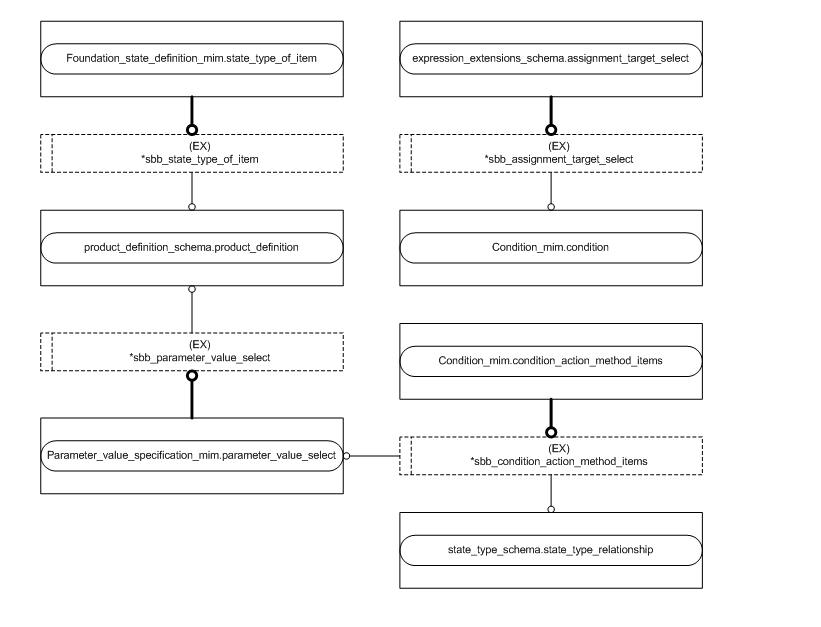 Foundation_state_definition_mim.state_type_of_item
(EX)
*sbb_state_type_of_item
product_definition_schema.product_definition
(EX)
*sbb_parameter_value_select
Parameter_value_specification_mim.parameter_value_select
expression_extensions_schema.assignment_target_select
(EX)
*sbb_assignment_target_select
Condition_mim.condition
Condition_mim.condition_action_method_items
(EX)
*sbb_condition_action_method_items
state_type_schema.state_type_relationship